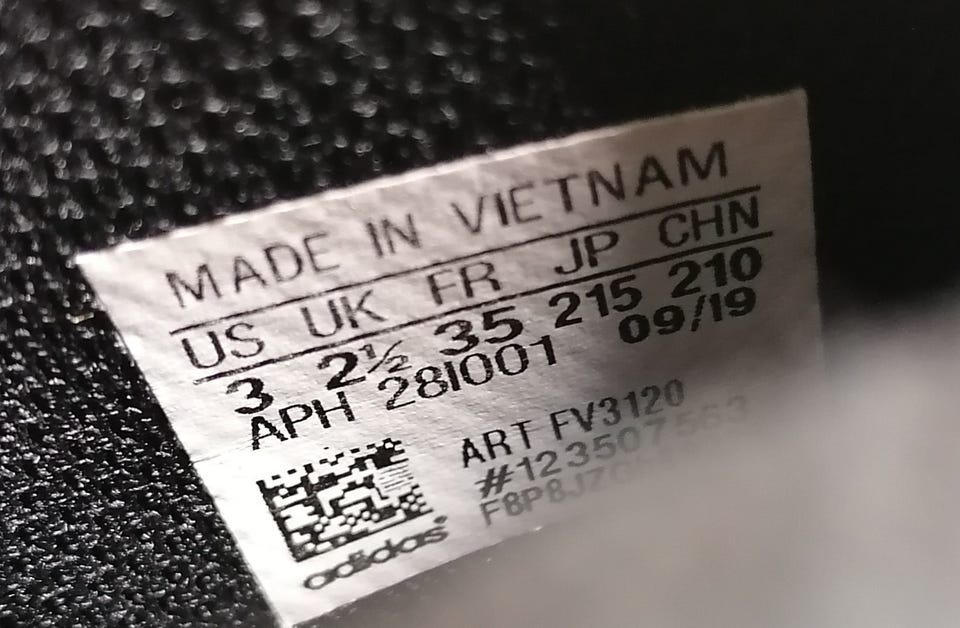 MADE IN VIETNAM
US UK FR JP CHN
3 2½ 35 215 210
APH 28I001 09/19
ART FV3120
#123507563
adidas